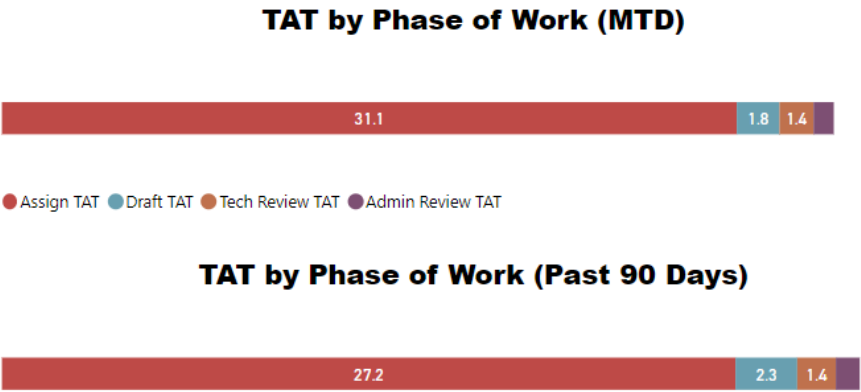 TAT by Phase of Work (MTD)
31.1 1.8 1.4
Assign TAT Draft TAT Tech Review TAT Admin Review TAT
TAT by Phase of Work (Past 90 Days)
27.2 2.3 1.4